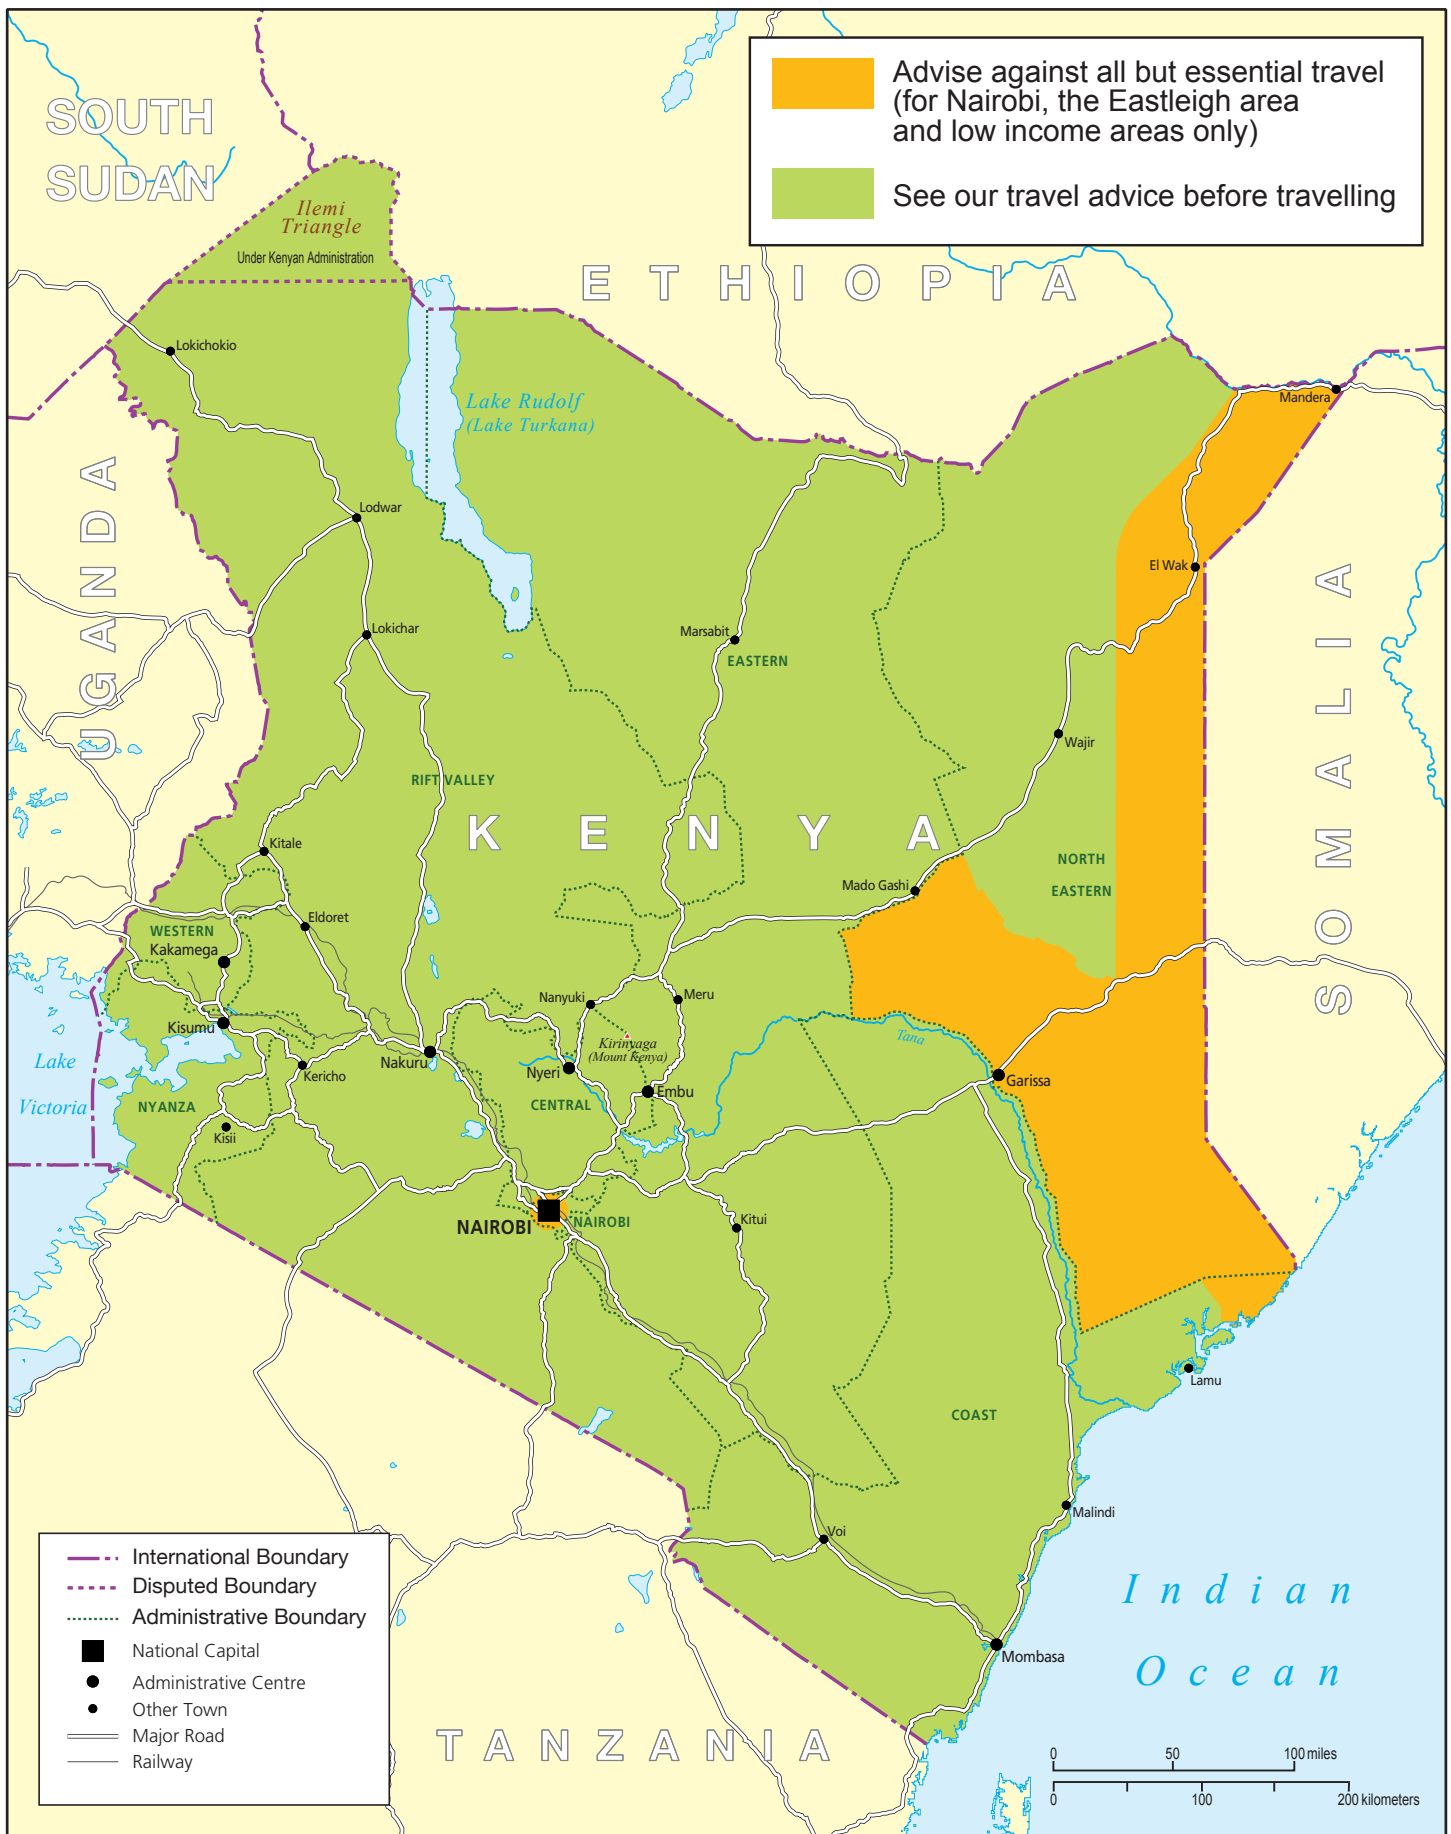 Advise against all but essential travel
(for Nairobi, the Eastleigh area
and low income areas only)
See our travel advice before travelling
SOUTH
SUDAN
Ilemi
Triangle
Under Kenyan Administration
ETHIOPIA
Lokichokio
Mandera
Lake Rudolf
(Lake Turkana)
UGANDA
Lodwar
El Wak
SOMALIA
Lokichar
Marsabit
EASTERN
Wajir
RIFT VALLEY
KENYA
Kitale
NORTH
EASTERN
Mado Gashi
Eldoret
WESTERN
Kakamega
Nanyuki
Meru
Kisumu
Kirinyaga
(Mount Kenya)
Tana
Lake
Victoria
Nakuru
Kericho
Nyeri
Embu
Garissa
NYANZA
CENTRAL
Kisii
NAIROBI
NAIROBI
Kitui
Lamu
COAST
Malindi
Voi
Indian
Ocean
Mombasa
TANZANIA
International Boundary
Disputed Boundary
Administrative Boundary
National Capital
Administrative Centre
Other Town
Major Road
Railway
0 50 100 miles
0 100 200 kilometers